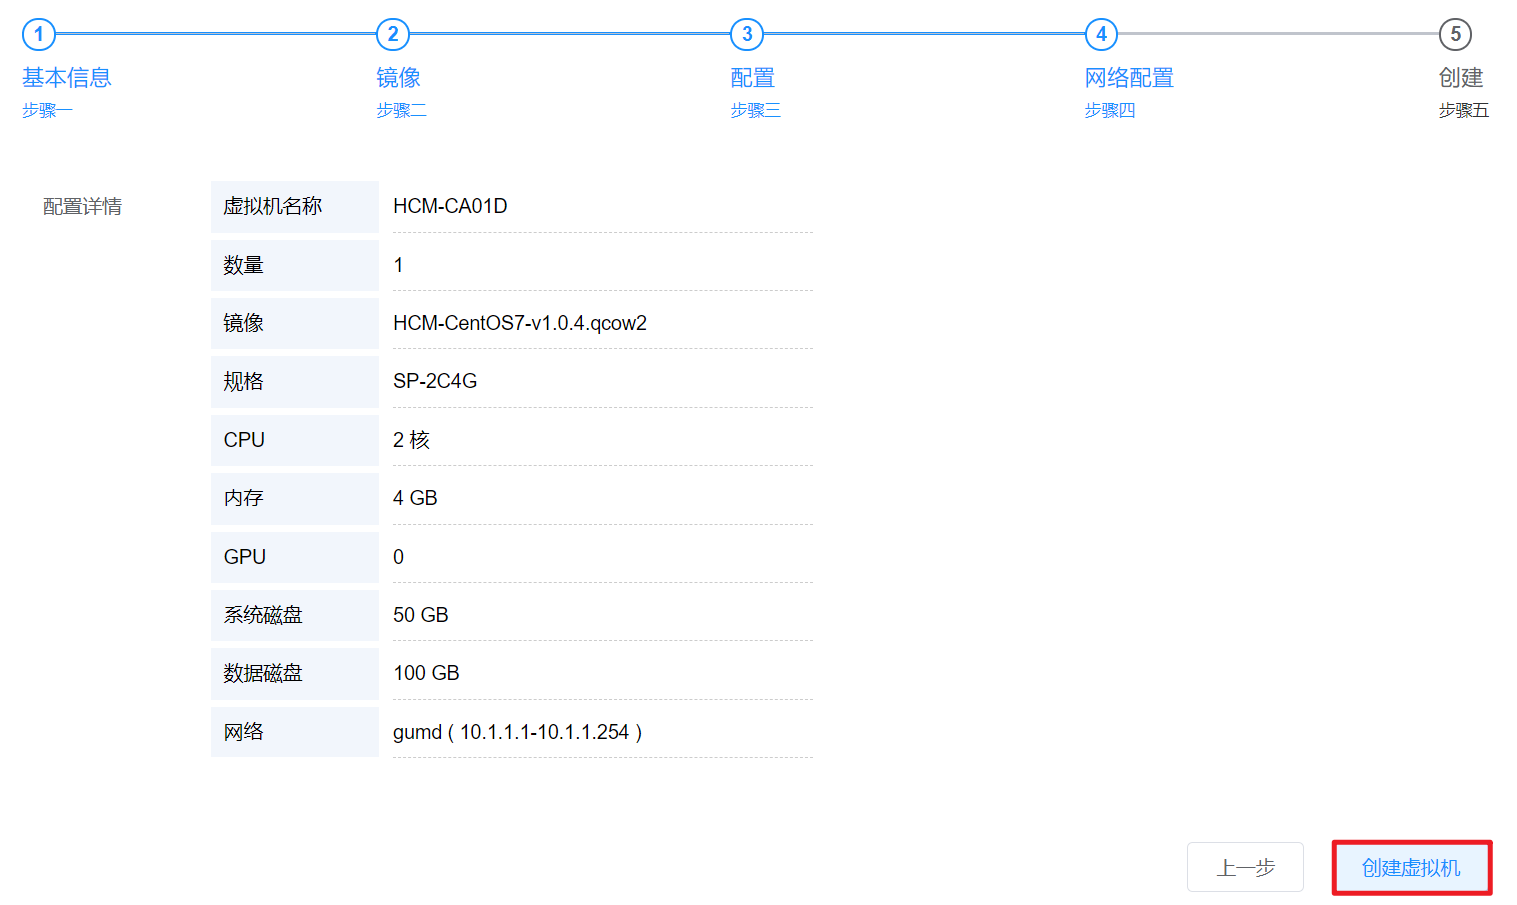 1 2 3 4 5
基本信息 镜像 配置 网络配置 创建
步骤一 步骤二 步骤三 步骤四 步骤五
配置详情
虚拟机名称 HCM-CA01D
数量 1
镜像 HCM-CentOS7-v1.0.4.qcow2
规格 SP-2C4G
CPU 2 核
内存 4 GB
GPU 0
系统磁盘 50 GB
数据磁盘 100 GB
网络 gumd ( 10.1.1.1-10.1.1.254 )
上一步 创建虚拟机